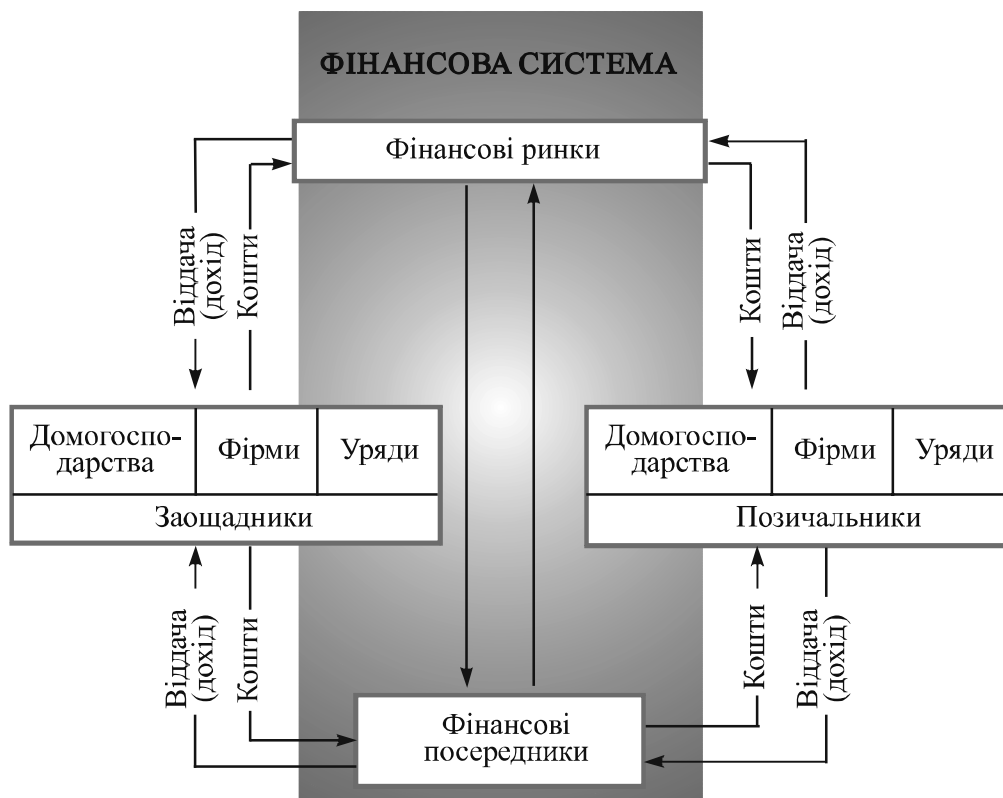 ФІНАНСОВА СИСТЕМА
Фінансові ринки
Віддача
(дохід)
Кошти
Кошти
Віддача
(дохід)
Домогоспо-
дарства
Фірми
Уряди
Заощадники
Домогоспо-
дарства
Фірми
Уряди
Позичальники
Віддача
(дохід)
Кошти
Кошти
Віддача
(дохід)
Фінансові
посередники